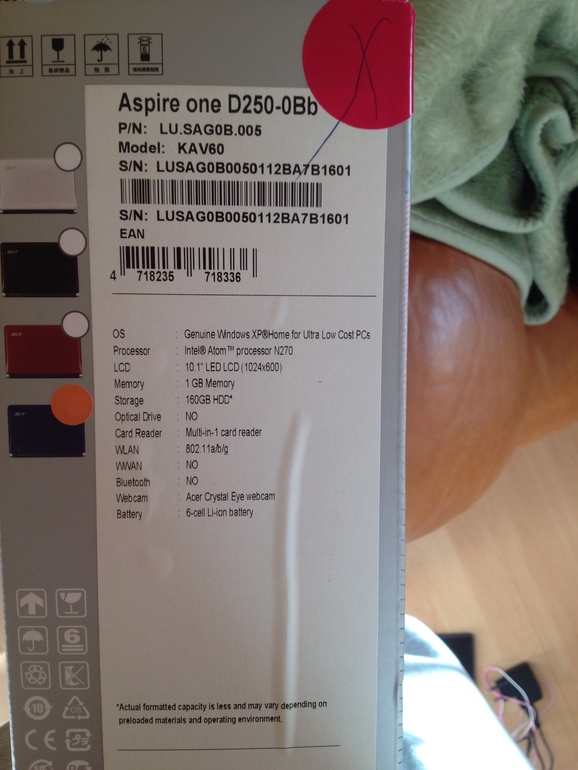 Aspire one D250-0Bb
P/N: LU.SAG0B.005
Model: KAV60
S/N: LUSAG0B0050112BA7B1601
S/N: LUSAG0B0050112BA7B1601
EAN
4 718235 718336
OS : Genuine Windows XP®Home for Ultra Low Cost PCs
Processor : Intel® Atom™ processor N270
LCD : 10.1" LED LCD (1024x600)
Memory : 1 GB Memory
Storage : 160GB HDD*
Optical Drive : NO
Card Reader : Multi-in-1 card reader
WLAN : 802.11a/b/g
WWAN : NO
Bluetooth : NO
Webcam : Acer Crystal Eye webcam
Battery : 6-cell Li-ion battery
6
10
CE
*Actual formatted capacity is less and may vary depending on
preloaded materials and operating environment.